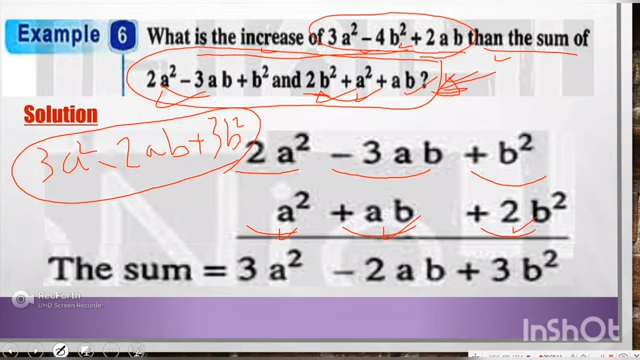 Example 6 What is the increase of 3 a² − 4 b² + 2 a b than the sum of
2 a² − 3 a b + b² and 2 b² + a² + a b ?
Solution
3a² - 2ab+3b²
2 a² − 3 a b + b²
a² + a b + 2 b²
The sum = 3 a² − 2 a b + 3 b²
RecForth
UHD Screen Recorder
InShOt